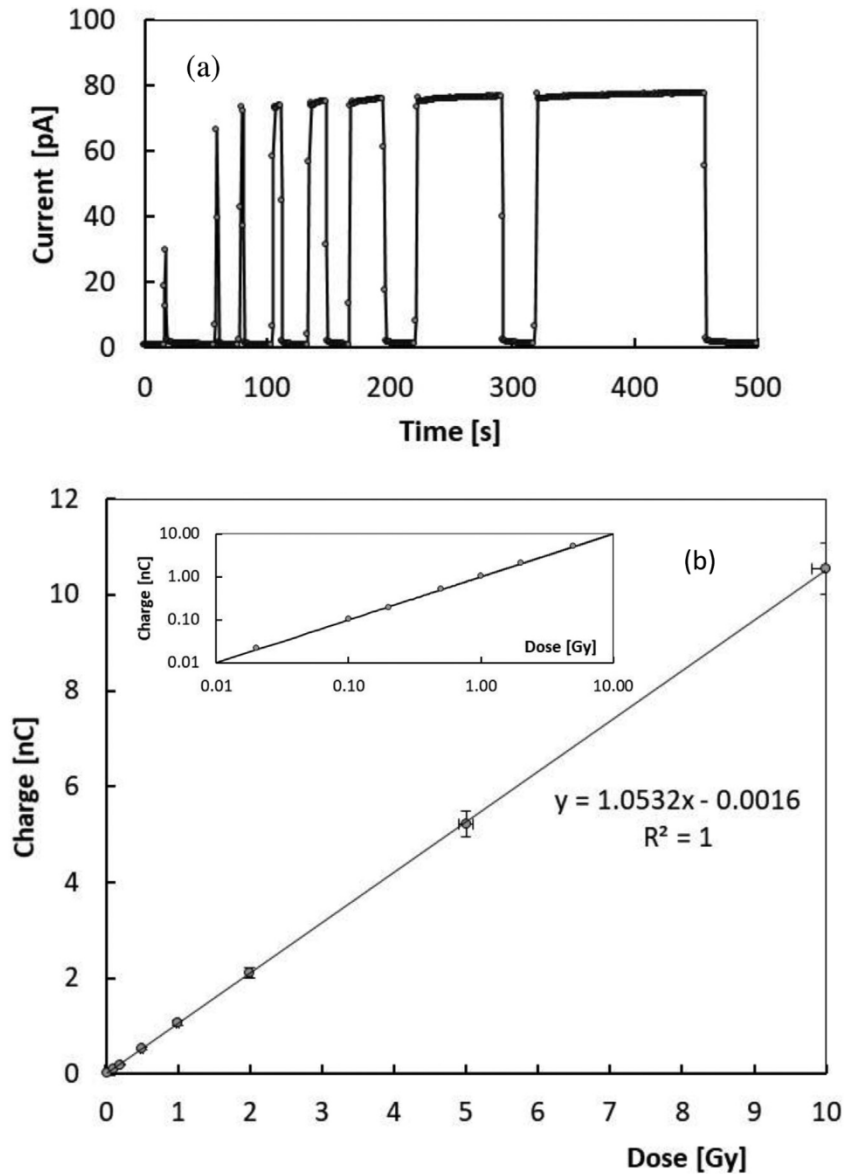 100
(a)
80
60
40
20
0
Current [pA]
0 100 200 300 400 500
Time [s]
12
10
8
6
4
2
0
Charge [nC]
(b)
10.00
1.00
0.10
0.01
Charge [nC]
Dose [Gy]
0.01 0.10 1.00 10.00
y = 1.0532x - 0.0016
R² = 1
0 1 2 3 4 5 6 7 8 9 10
Dose [Gy]